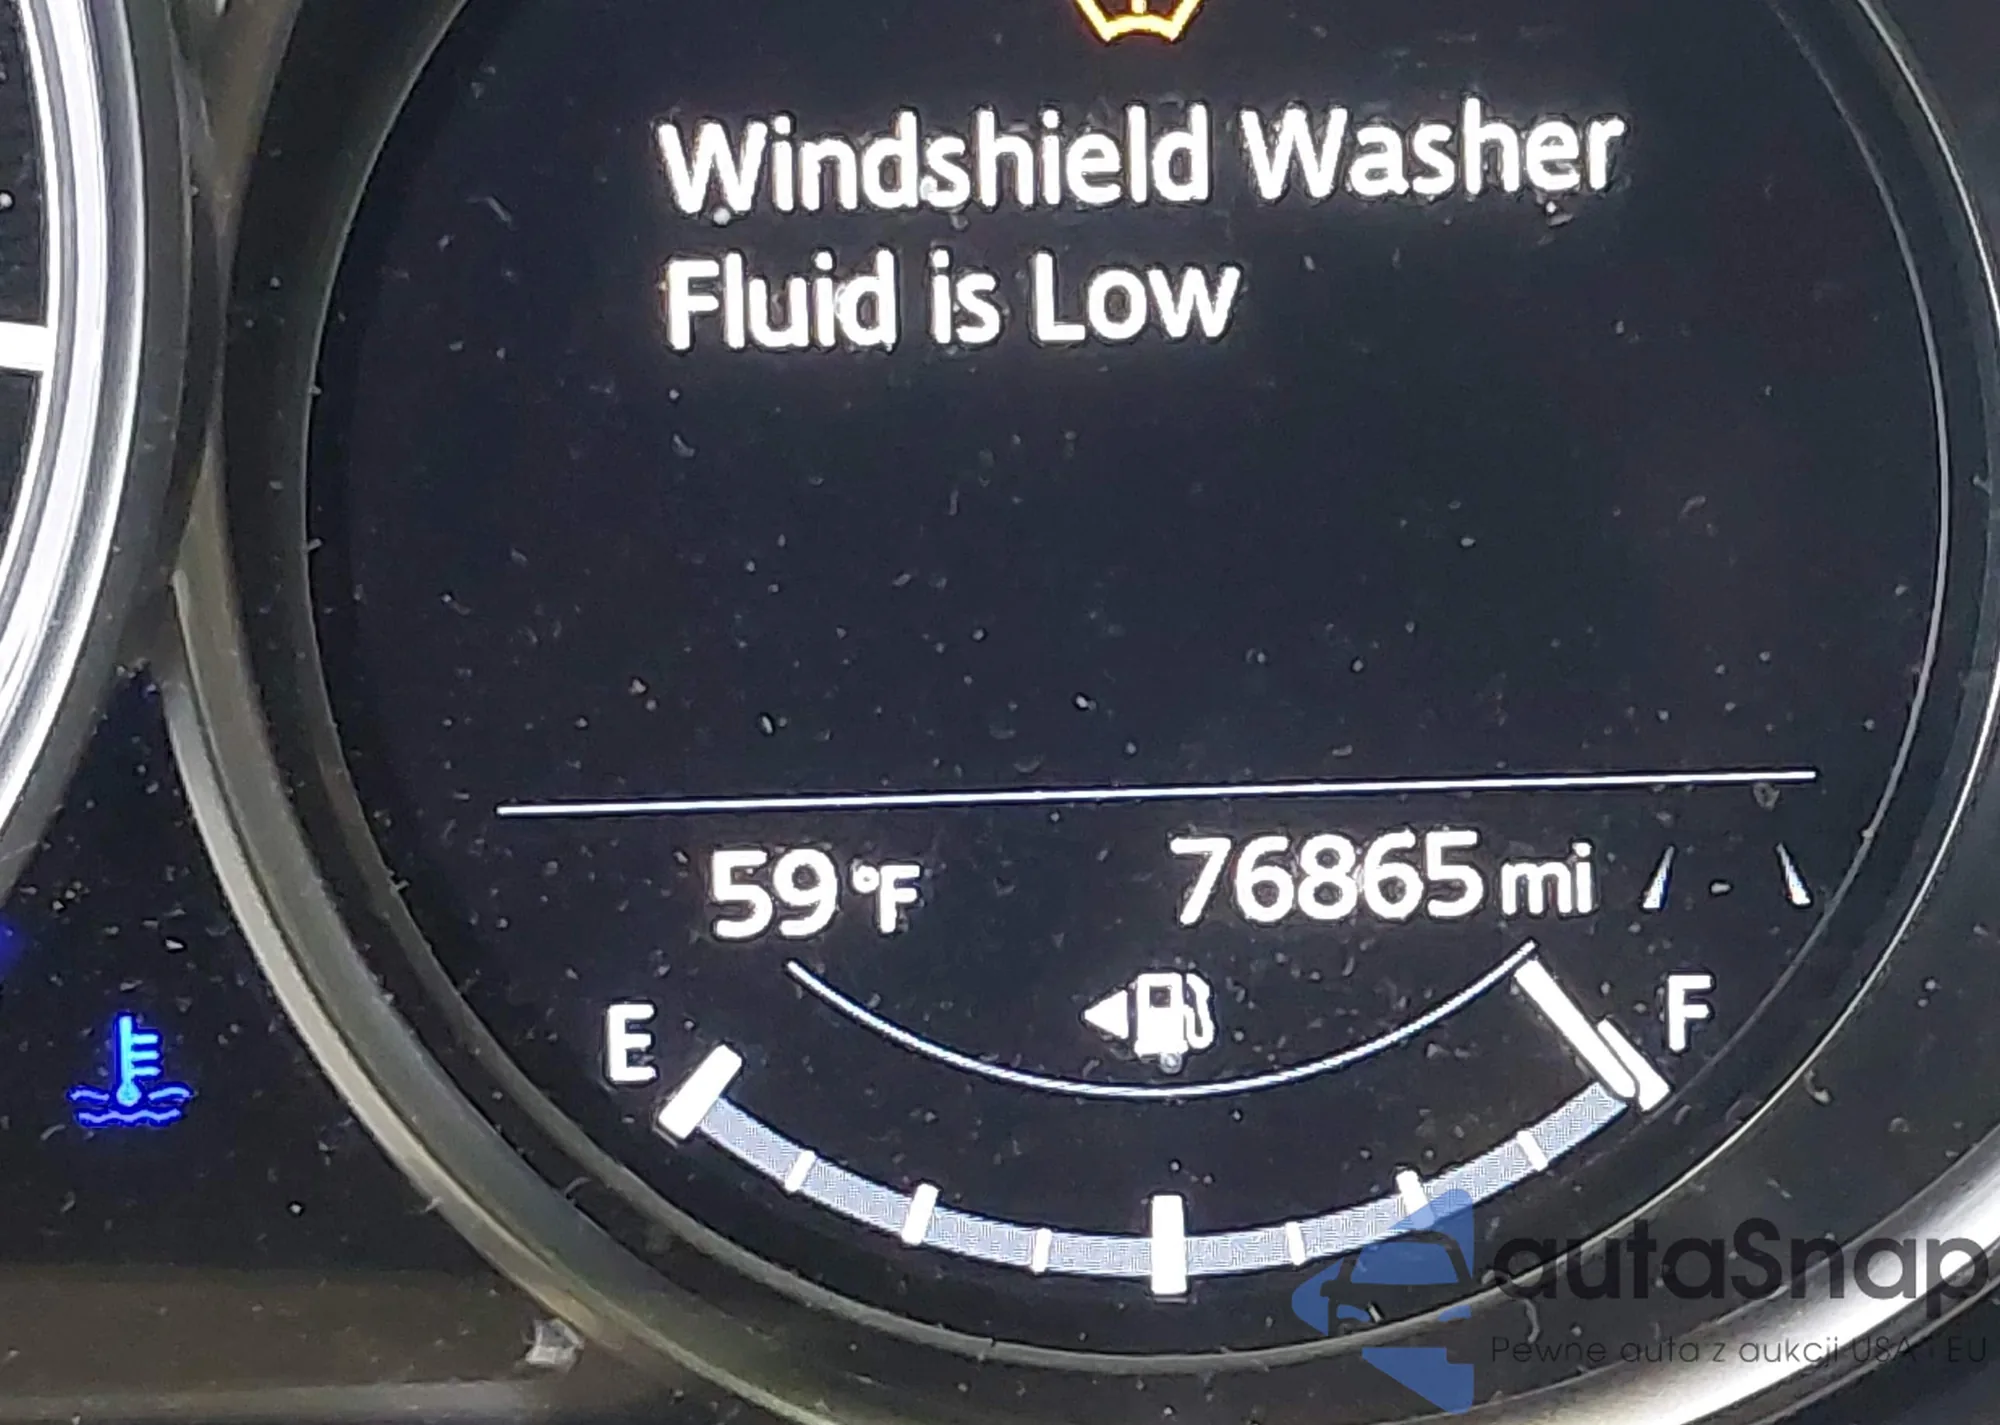 Windshield Washer
Fluid is Low
59 °F 76865 mi
E F
autaSnap
Pewne auta z aukcji USA i EU